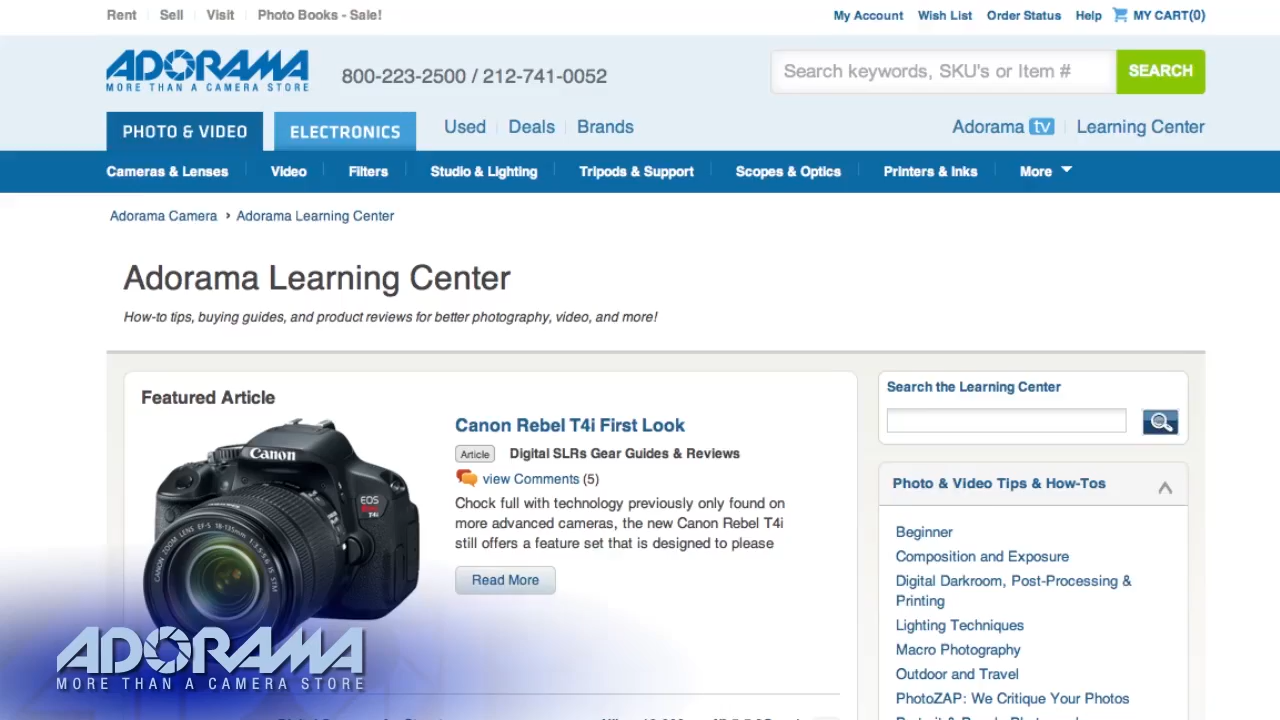 Rent Sell Visit Photo Books - Sale!
My Account Wish List Order Status Help MY CART(0)
ADORAMA
MORE THAN A CAMERA STORE
800-223-2500 / 212-741-0052
Search keywords, SKU's or Item #
SEARCH
PHOTO & VIDEO ELECTRONICS Used Deals Brands
Adorama tv Learning Center
Cameras & Lenses Video Filters Studio & Lighting Tripods & Support Scopes & Optics Printers & Inks More
Adorama Camera › Adorama Learning Center
Adorama Learning Center
How-to tips, buying guides, and product reviews for better photography, video, and more!
Featured Article
Canon
EOS
CANON ZOOM LENS EF-S 18-135mm
Canon Rebel T4i First Look
Article Digital SLRs Gear Guides & Reviews
view Comments (5)
Chock full with technology previously only found on
more advanced cameras, the new Canon Rebel T4i
still offers a feature set that is designed to please
Read More
Search the Learning Center
Photo & Video Tips & How-Tos
Beginner
Composition and Exposure
Digital Darkroom, Post-Processing &
Printing
Lighting Techniques
Macro Photography
Outdoor and Travel
PhotoZAP: We Critique Your Photos
ADORAMA
MORE THAN A CAMERA STORE